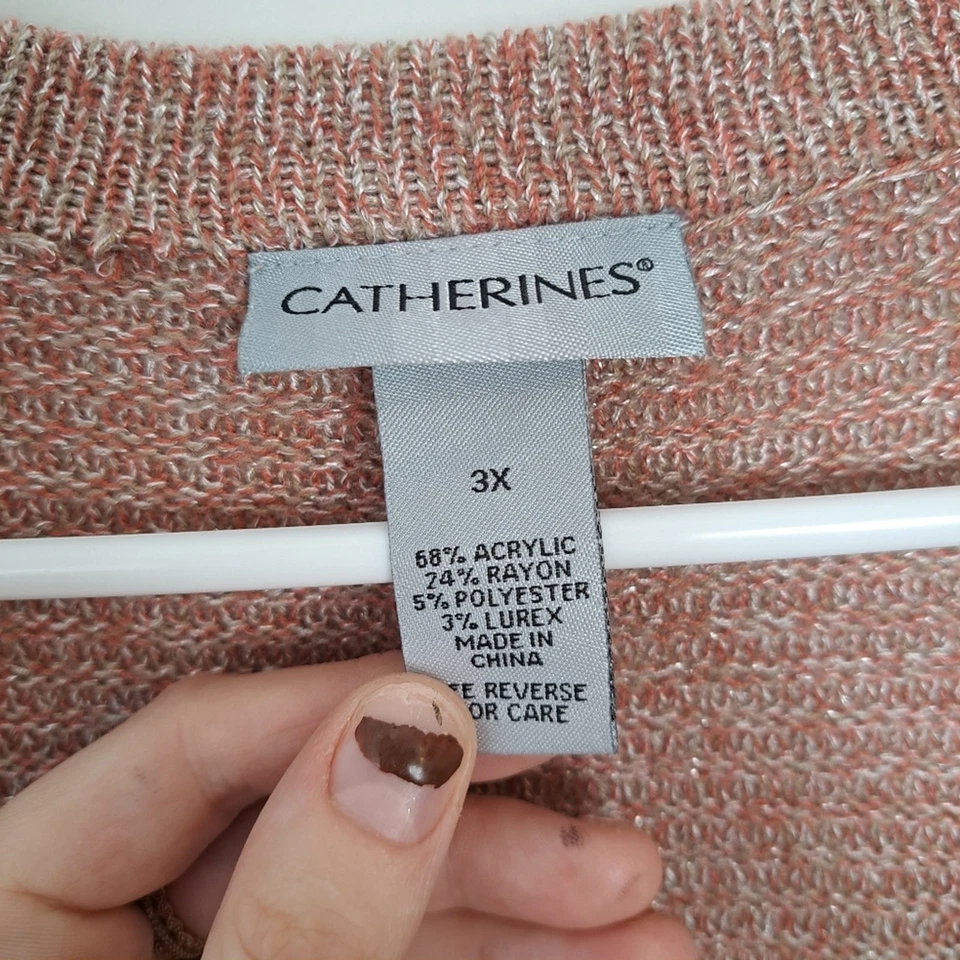 CATHERINES®
3X
68% ACRYLIC
24% RAYON
5% POLYESTER
3% LUREX
MADE IN
CHINA
REVERSE
CARE